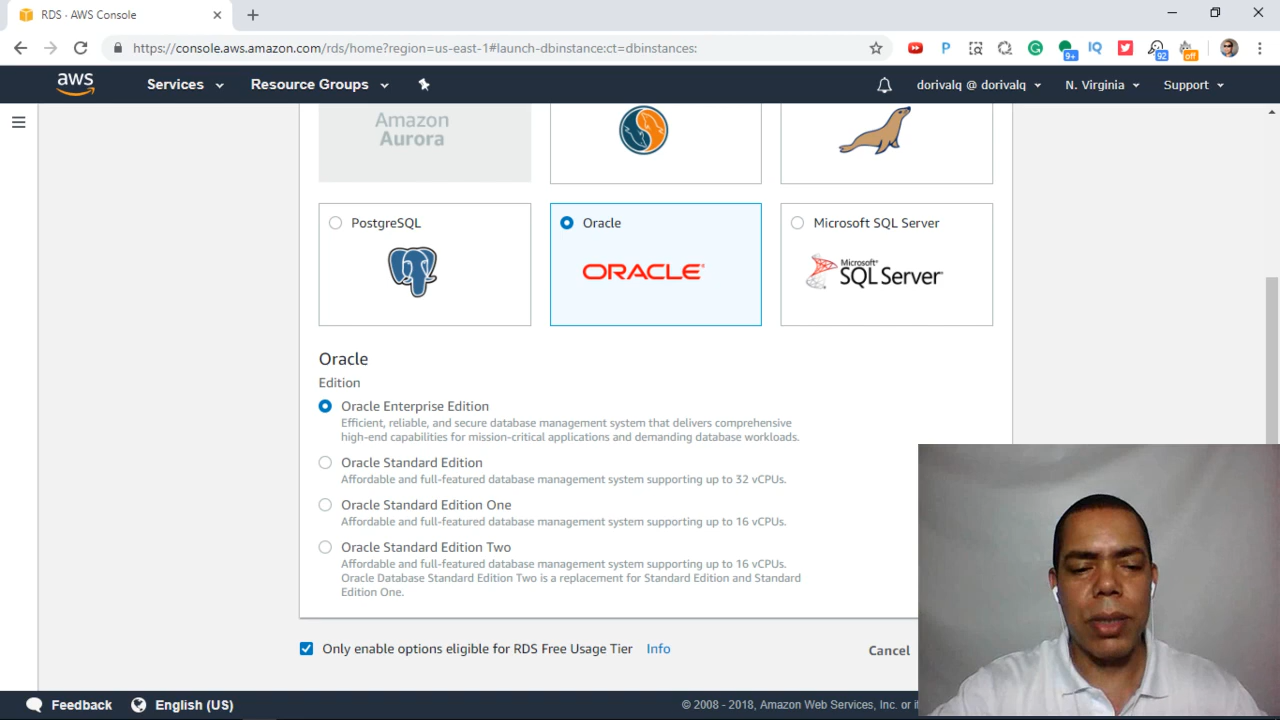 RDS · AWS Console
https://console.aws.amazon.com/rds/home?region=us-east-1#launch-dbinstance:ct=dbinstances:
P
IQ
9+
92
off
aws
Services
Resource Groups
dorivalq @ dorivalq
N. Virginia
Support
Amazon
Aurora
PostgreSQL
Oracle
Microsoft SQL Server
ORACLE®
Microsoft®
SQL Server
Oracle
Edition
Oracle Enterprise Edition
Efficient, reliable, and secure database management system that delivers comprehensive
high-end capabilities for mission-critical applications and demanding database workloads.
Oracle Standard Edition
Affordable and full-featured database management system supporting up to 32 vCPUs.
Oracle Standard Edition One
Affordable and full-featured database management system supporting up to 16 vCPUs.
Oracle Standard Edition Two
Affordable and full-featured database management system supporting up to 16 vCPUs.
Oracle Database Standard Edition Two is a replacement for Standard Edition and Standard
Edition One.
Only enable options eligible for RDS Free Usage Tier Info
Cancel
Feedback
English (US)
© 2008 - 2018, Amazon Web Services, Inc. or